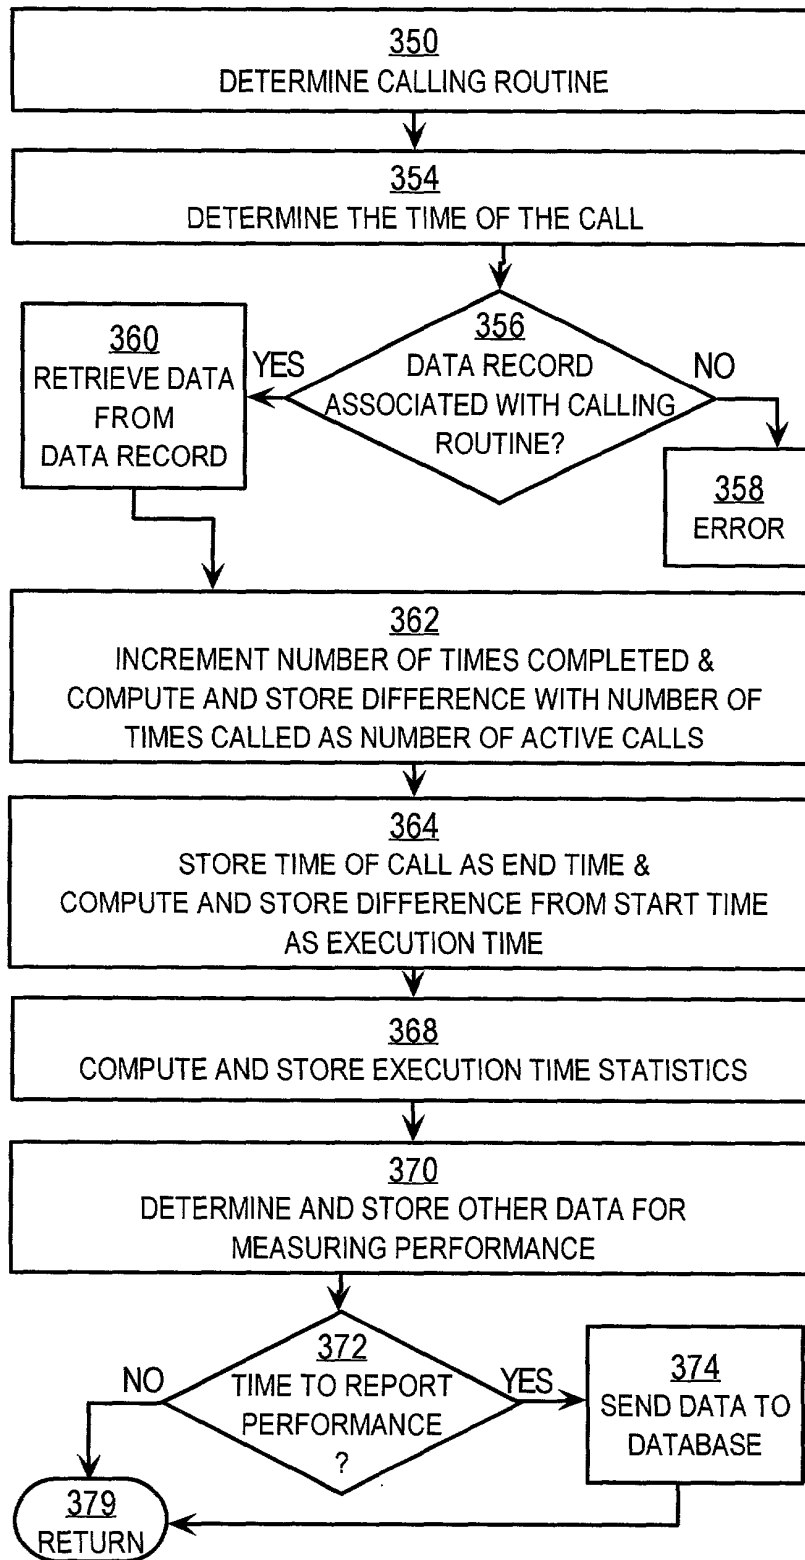 350
DETERMINE CALLING ROUTINE
354
DETERMINE THE TIME OF THE CALL
356
DATA RECORD
ASSOCIATED WITH CALLING
ROUTINE?
YES
NO
360
RETRIEVE DATA
FROM
DATA RECORD
358
ERROR
362
INCREMENT NUMBER OF TIMES COMPLETED &
COMPUTE AND STORE DIFFERENCE WITH NUMBER OF
TIMES CALLED AS NUMBER OF ACTIVE CALLS
364
STORE TIME OF CALL AS END TIME &
COMPUTE AND STORE DIFFERENCE FROM START TIME
AS EXECUTION TIME
368
COMPUTE AND STORE EXECUTION TIME STATISTICS
370
DETERMINE AND STORE OTHER DATA FOR
MEASURING PERFORMANCE
372
TIME TO REPORT
PERFORMANCE
?
NO
YES
374
SEND DATA TO
DATABASE
379
RETURN